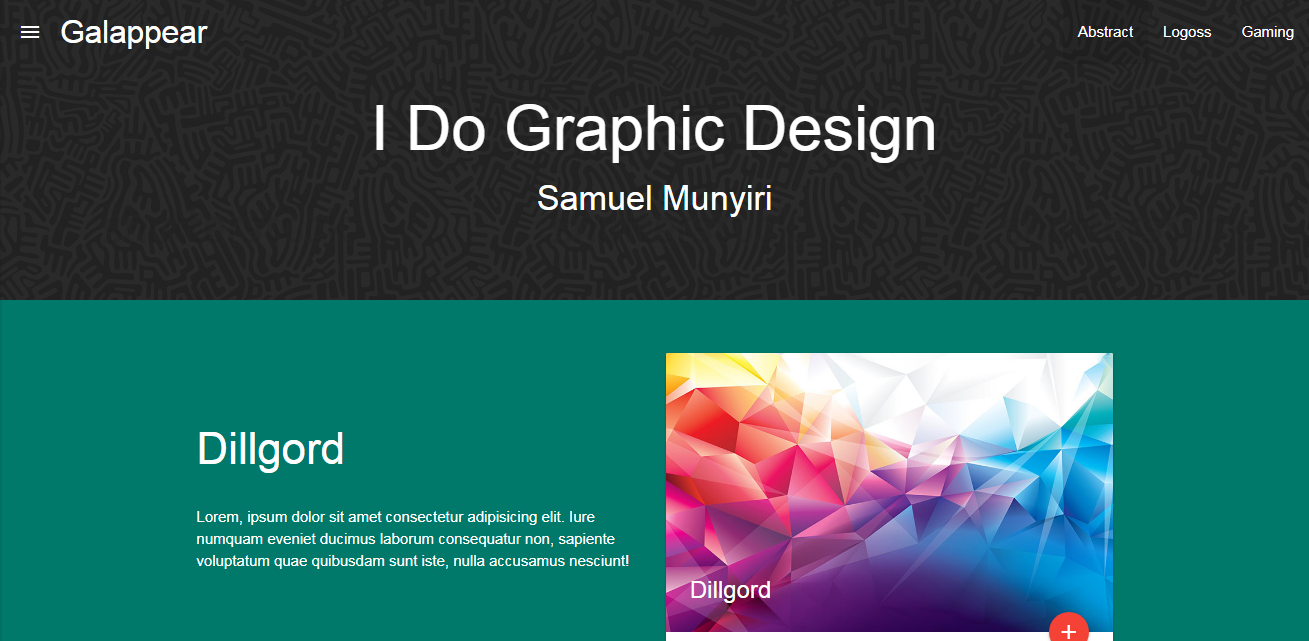 Galappear
Abstract
Logoss
Gaming
I Do Graphic Design
Samuel Munyiri
Dillgord
Lorem, ipsum dolor sit amet consectetur adipisicing elit. Iure
numquam eveniet ducimus laborum consequatur non, sapiente
voluptatum quae quibusdam sunt iste, nulla accusamus nesciunt!
Dillgord